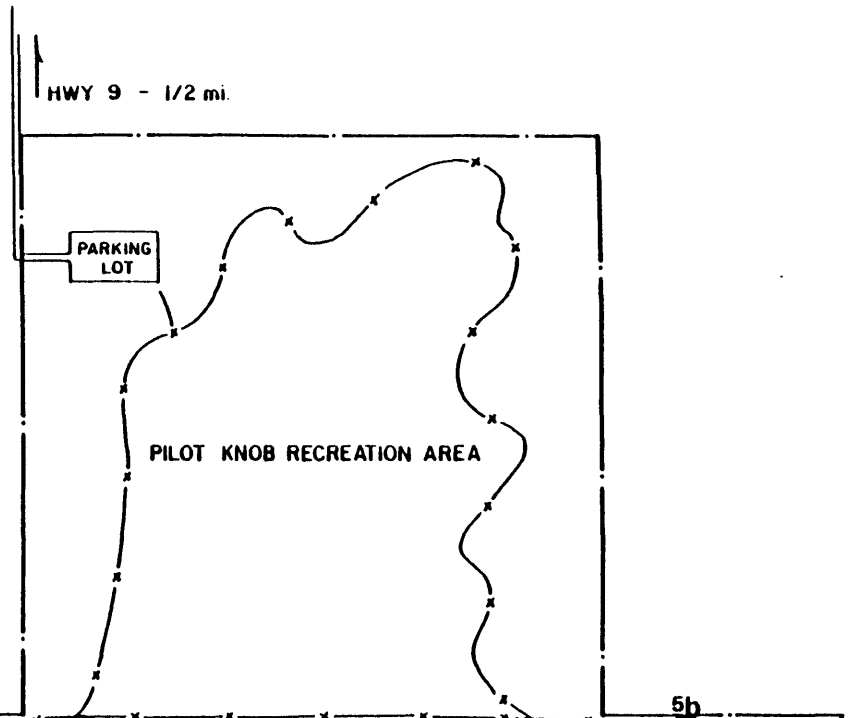 HWY 9 - 1/2 mi.
PARKING
LOT
PILOT KNOB RECREATION AREA
5b